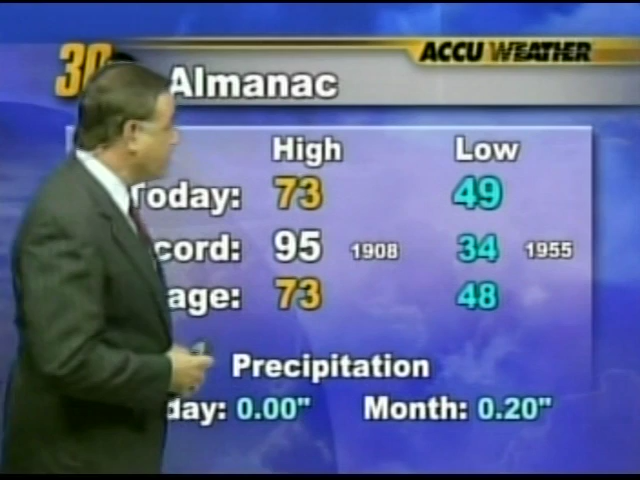 30 ACCU WEATHER
Almanac
High Low
Today: 73 49
cord: 95 1908 34 1955
age: 73 48
Precipitation
day: 0.00" Month: 0.20"